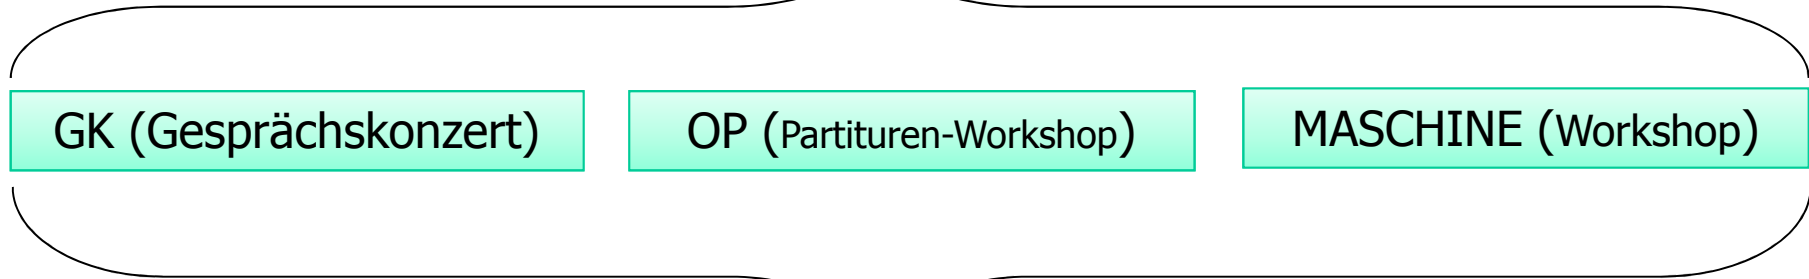 GK (Gesprächskonzert)
OP (Partituren-Workshop)
MASCHINE (Workshop)